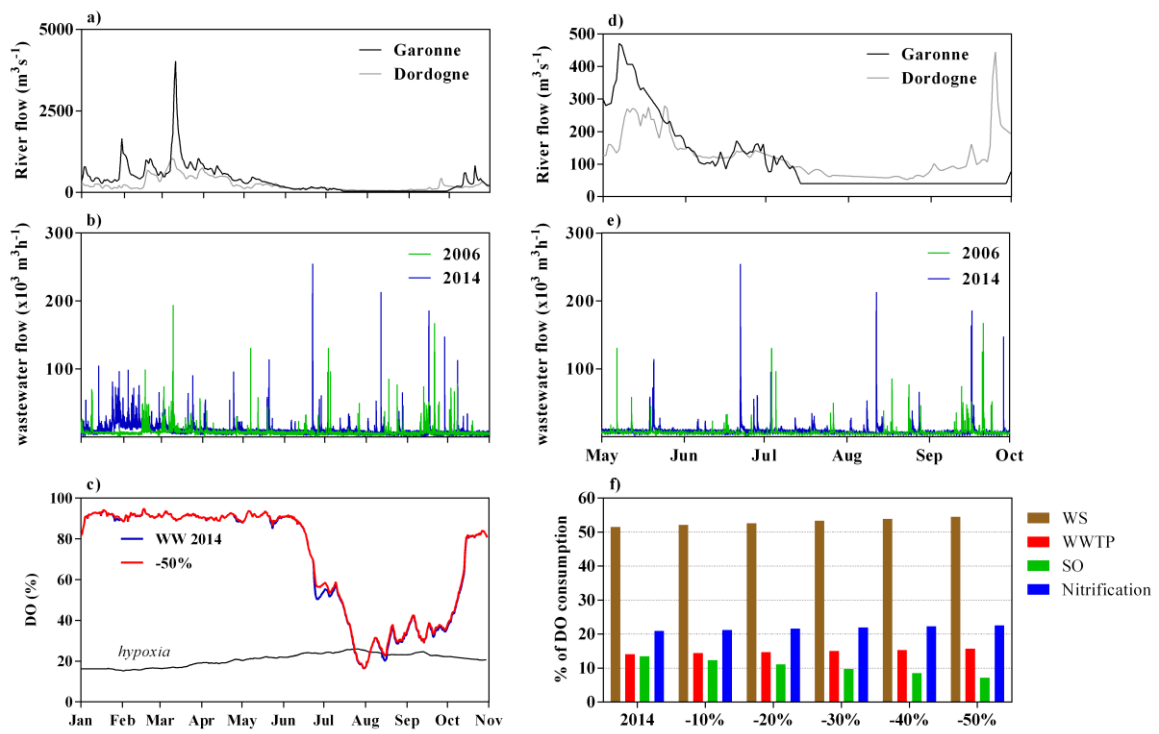 a)
River flow (m³s⁻¹)
5000
2500
0
Garonne
Dordogne
d)
River flow (m³s⁻¹)
500
400
300
200
100
0
Garonne
Dordogne
b)
wastewater flow (x10³ m³h⁻¹)
300
200
100
2006
2014
e)
wastewater flow (x10³ m³h⁻¹)
300
200
100
2006
2014
May Jun Jul Aug Sep Oct
c)
DO (%)
100
80
60
40
20
0
WW 2014
-50%
hypoxia
Jan Feb Mar Apr May Jun Jul Aug Sep Oct Nov
f)
% of DO consumption
60
50
40
30
20
10
0
2014 -10% -20% -30% -40% -50%
WS
WWTP
SO
Nitrification